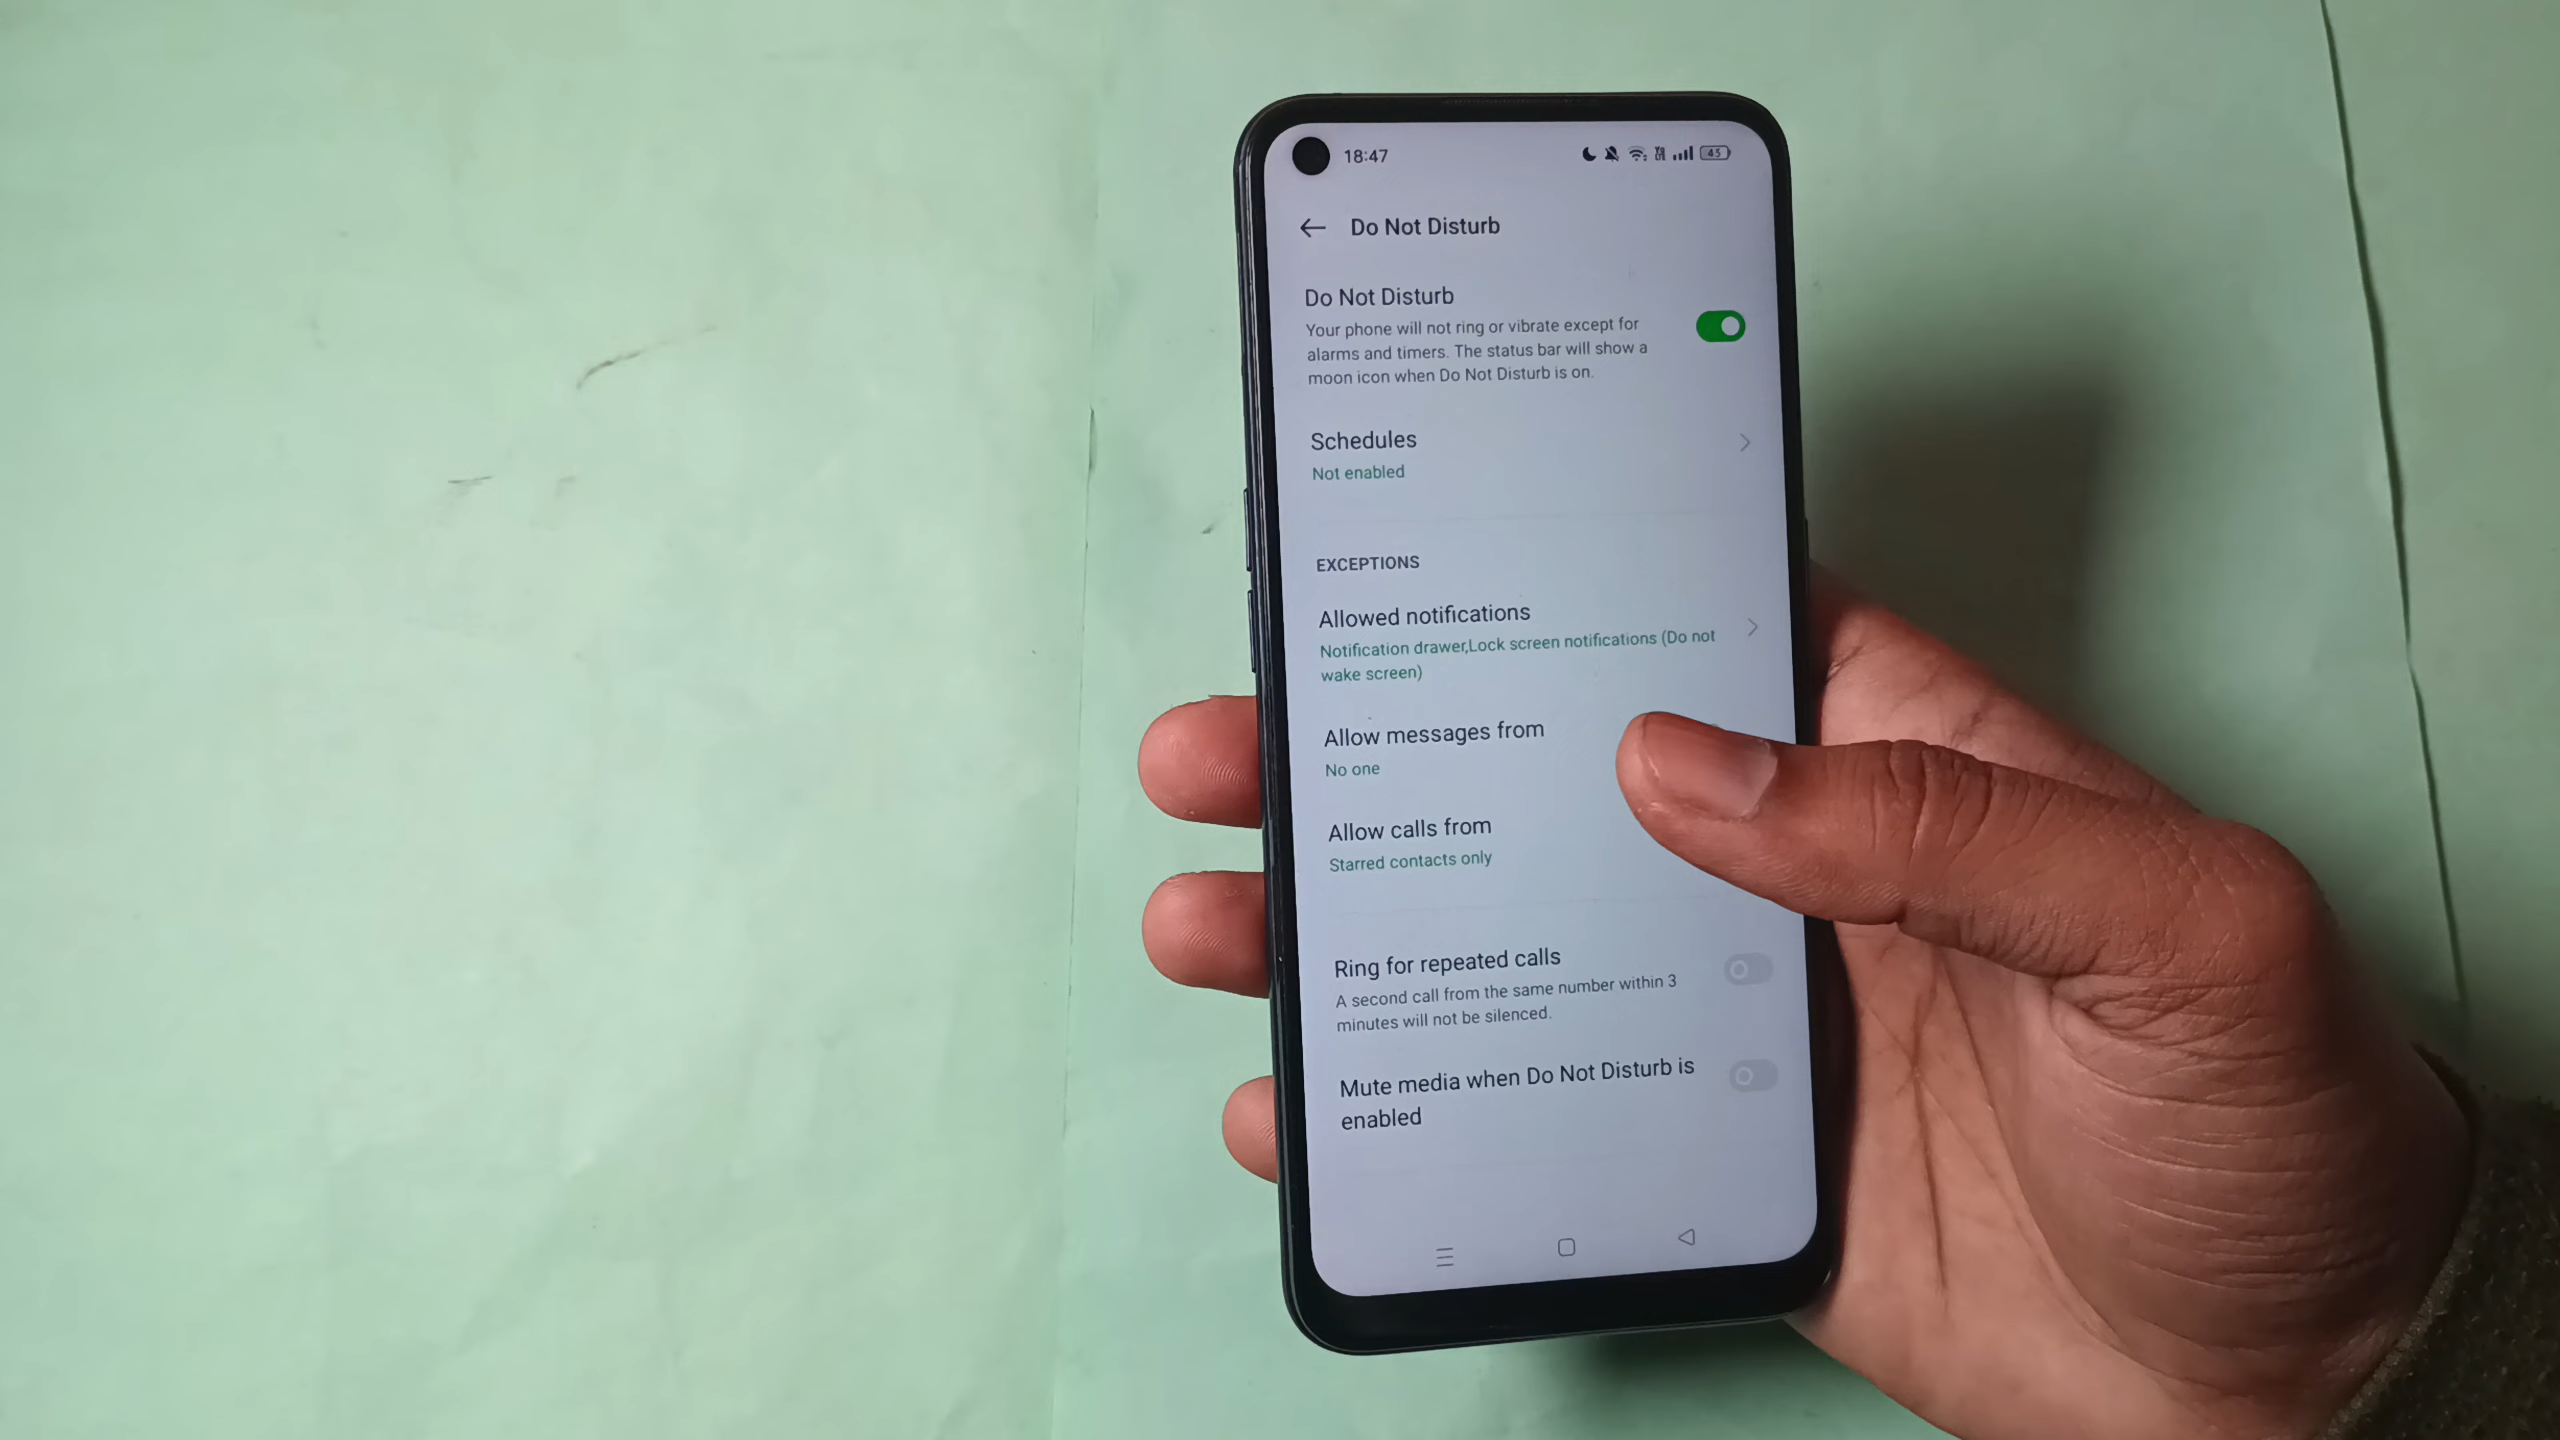 18:47
43
Do Not Disturb
Do Not Disturb
Your phone will not ring or vibrate except for
alarms and timers. The status bar will show a
moon icon when Do Not Disturb is on.
Schedules
Not enabled
EXCEPTIONS
Allowed notifications
Notification drawer,Lock screen notifications (Do not
wake screen)
Allow messages from
No one
Allow calls from
Starred contacts only
Ring for repeated calls
A second call from the same number within 3
minutes will not be silenced.
Mute media when Do Not Disturb is
enabled